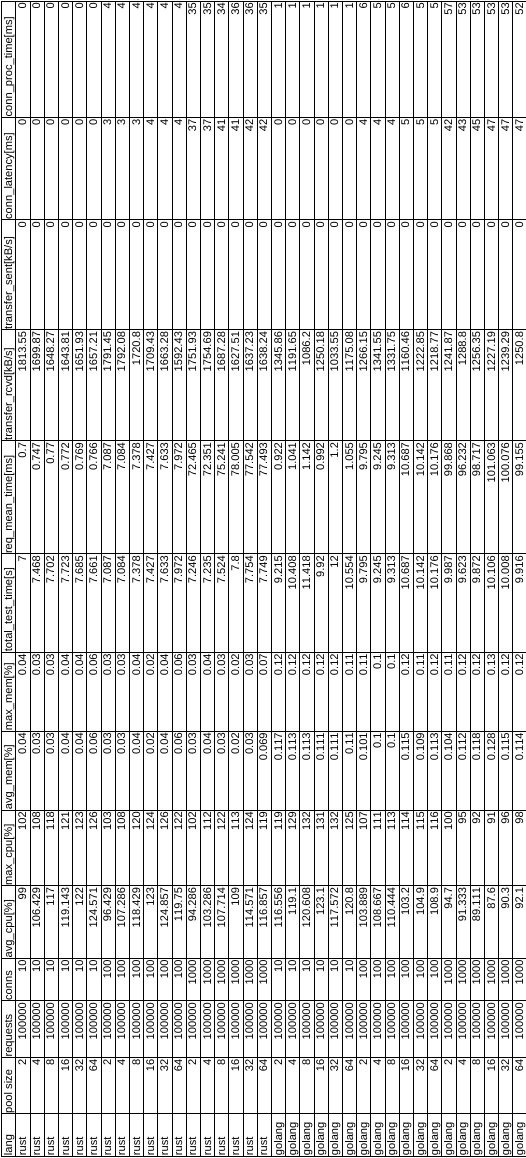 lang pool size requests conns avg_cpu[%] max_cpu[%] avg_mem[%] max_mem[%] total_test_time[s] req_mean_time[ms] transfer_rcvd[kB/s] transfer_sent[kB/s] conn_latency[ms] conn_proc_time[ms]
rust 2 100000 10 99 102 0.04 0.04 7 0.7 1813.55 0 0 0
rust 4 100000 10 106.429 108 0.03 0.03 7.468 0.747 1699.87 0 0 0
rust 8 100000 10 117 118 0.03 0.03 7.702 0.77 1648.27 0 0 0
rust 16 100000 10 119.143 121 0.04 0.04 7.723 0.772 1643.81 0 0 0
rust 32 100000 10 122 123 0.04 0.04 7.685 0.769 1651.93 0 0 0
rust 64 100000 10 124.571 126 0.06 0.06 7.661 0.766 1657.21 0 0 0
rust 2 100000 100 96.429 103 0.03 0.03 7.087 7.087 1791.45 0 3 4
rust 4 100000 100 107.286 108 0.03 0.03 7.084 7.084 1792.08 0 3 4
rust 8 100000 100 118.429 120 0.04 0.04 7.378 7.378 1720.8 0 3 4
rust 16 100000 100 123 124 0.02 0.02 7.427 7.427 1709.43 0 4 4
rust 32 100000 100 124.857 126 0.04 0.04 7.633 7.633 1663.28 0 4 4
rust 64 100000 100 119.75 122 0.06 0.06 7.972 7.972 1592.43 0 4 4
rust 2 100000 1000 94.286 102 0.03 0.03 7.246 72.465 1751.93 0 37 35
rust 4 100000 1000 103.286 112 0.04 0.04 7.235 72.351 1754.69 0 37 35
rust 8 100000 1000 107.714 122 0.03 0.03 7.524 75.241 1687.28 0 41 34
rust 16 100000 1000 109 113 0.02 0.02 7.8 78.005 1627.51 0 41 36
rust 32 100000 1000 114.571 124 0.03 0.03 7.754 77.542 1637.23 0 42 36
rust 64 100000 1000 116.857 119 0.069 0.07 7.749 77.493 1638.24 0 42 35
golang 2 100000 10 116.556 119 0.117 0.12 9.215 0.922 1345.86 0 0 1
golang 4 100000 10 119.1 129 0.113 0.12 10.408 1.041 1191.65 0 0 1
golang 8 100000 10 120.608 132 0.113 0.12 11.418 1.142 1086.2 0 0 1
golang 16 100000 10 123.1 131 0.111 0.12 9.92 0.992 1250.18 0 0 1
golang 32 100000 10 117.572 132 0.111 0.12 12 1.2 1033.55 0 0 1
golang 64 100000 10 120.8 125 0.11 0.11 10.554 1.055 1175.08 0 0 1
golang 2 100000 100 103.889 107 0.101 0.11 9.795 9.795 1266.15 0 4 6
golang 4 100000 100 108.667 111 0.1 0.1 9.245 9.245 1341.55 0 4 5
golang 8 100000 100 110.444 113 0.1 0.1 9.313 9.313 1331.75 0 4 5
golang 16 100000 100 103.2 114 0.115 0.12 10.687 10.687 1160.46 0 5 6
golang 32 100000 100 104.9 115 0.109 0.11 10.142 10.142 1222.85 0 5 5
golang 64 100000 100 108.9 116 0.113 0.12 10.176 10.176 1218.77 0 5 5
golang 2 100000 1000 94.7 100 0.104 0.11 9.987 99.868 1241.87 0 42 57
golang 4 100000 1000 91.333 95 0.112 0.12 9.623 96.232 1288.8 0 43 53
golang 8 100000 1000 89.111 92 0.118 0.12 9.872 98.717 1256.35 0 45 53
golang 16 100000 1000 87.6 91 0.128 0.13 10.106 101.063 1227.19 0 47 53
golang 32 100000 1000 90.3 96 0.115 0.12 10.008 100.076 1239.29 0 47 53
golang 64 100000 1000 92.1 98 0.114 0.12 9.916 99.155 1250.8 0 47 52